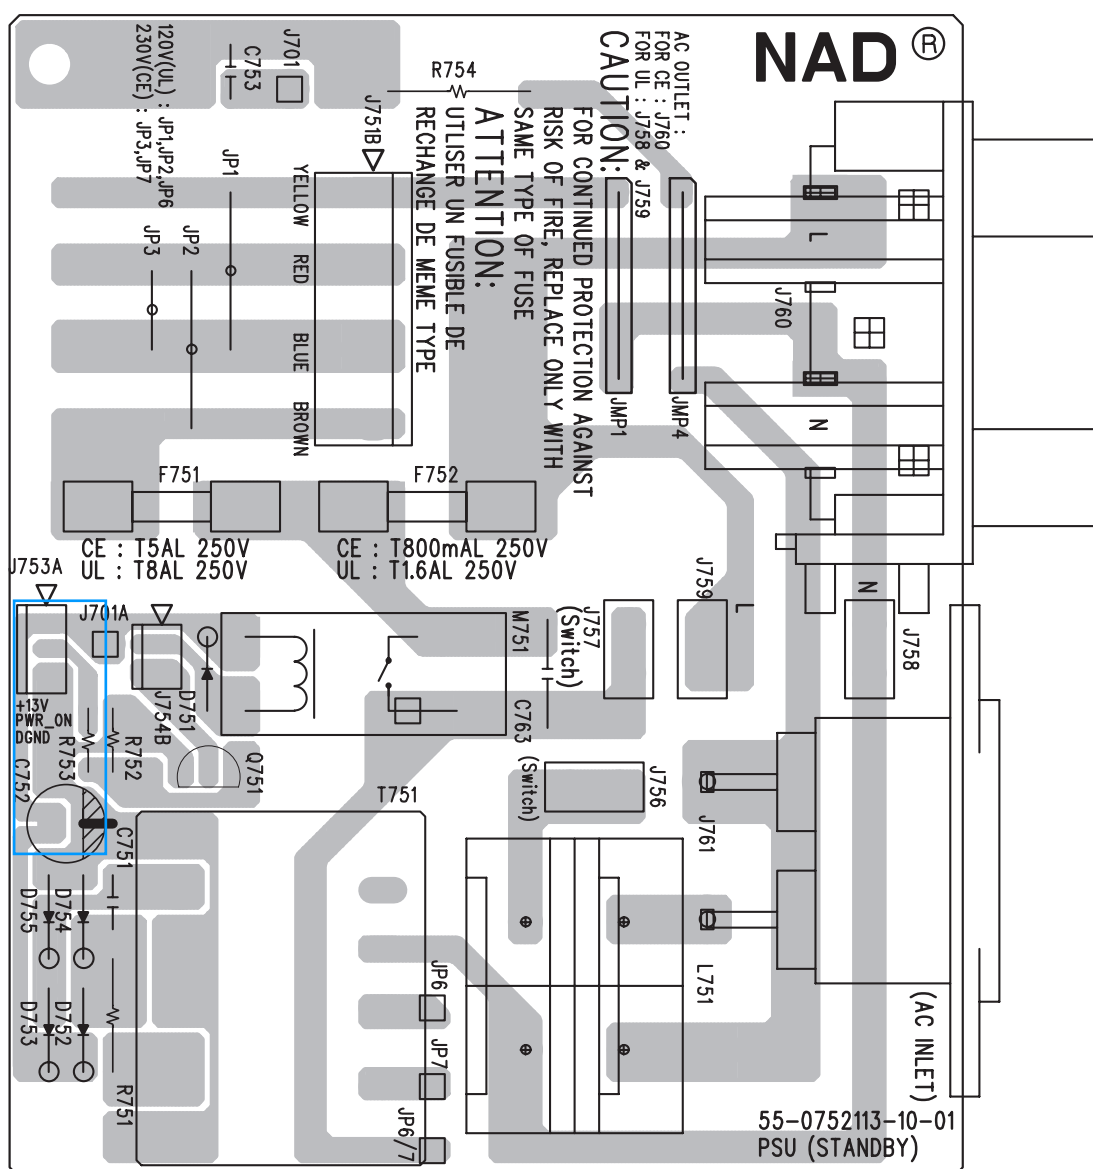 NAD ®
AC OUTLET :
FOR CE : J760
FOR UL : J758 & J759
CAUTION:
FOR CONTINUED PROTECTION AGAINST
RISK OF FIRE, REPLACE ONLY WITH
SAME TYPE OF FUSE
ATTENTION:
UTLISER UN FUSIBLE DE
RECHANGE DE MEME TYPE
120V(UL) : JP1,JP2,JP6
230V(CE) : JP3,JP7
J701
C753
R754
J751B
JP1
JP2
JP3
YELLOW
RED
BLUE
BROWN
JMP1
JMP4
L
J760
N
F751
CE : T5AL 250V
UL : T8AL 250V
F752
CE : T800mAL 250V
UL : T1.6AL 250V
J753A
J701A
+13V
PWR_ON
DGND
J754B
D751
M751
C763
J757
(Switch)
J759
L
N
J758
R753
R752
Q751
C752
C751
T751
J756
(Switch)
J761
D755
D754
D753
D752
R751
JP6
JP7
JP6/7
L751
(AC INLET)
55-0752113-10-01
PSU (STANDBY)